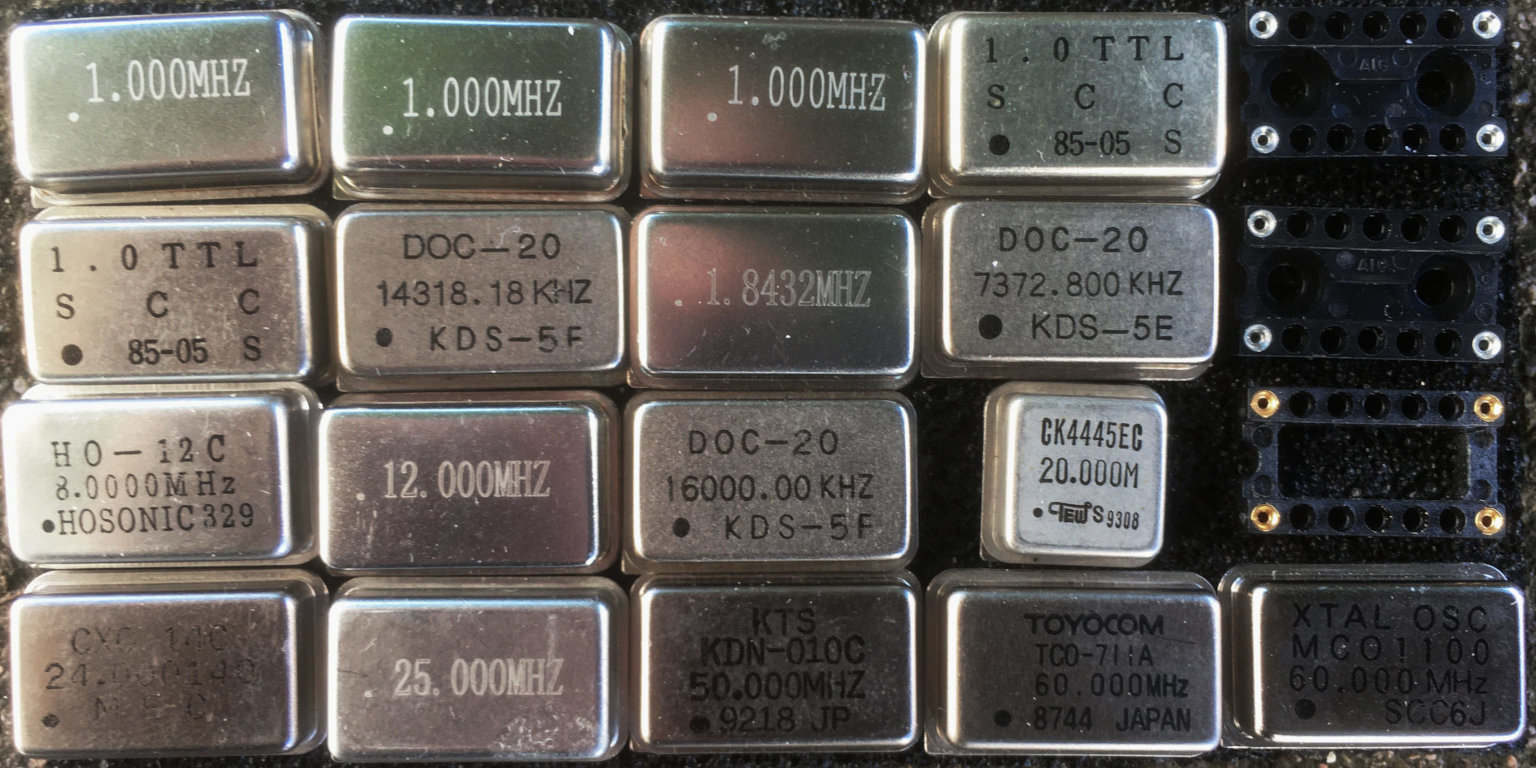 1.000MHZ
1.000MHZ
1.000MHZ
1.0TTL
S C C
85-05 S
AIC
1.0TTL
S C C
85-05 S
DOC-20
14318.18KHZ
KDS-5F
1.8432MHZ
DOC-20
7372.800KHZ
KDS-5E
AIC
HO-12C
8.0000MHz
HOSONIC 329
12.000MHZ
DOC-20
16000.00KHZ
KDS-5F
CK4445EC
20.000M
TEW S 9308
25.000MHZ
KTS
KDN-010C
50.000MHZ
9218 JP
TOYOCOM
TCO-711A
60.000MHz
8744 JAPAN
XTAL OSC
MCO1100
60.000MHz
SCC6J